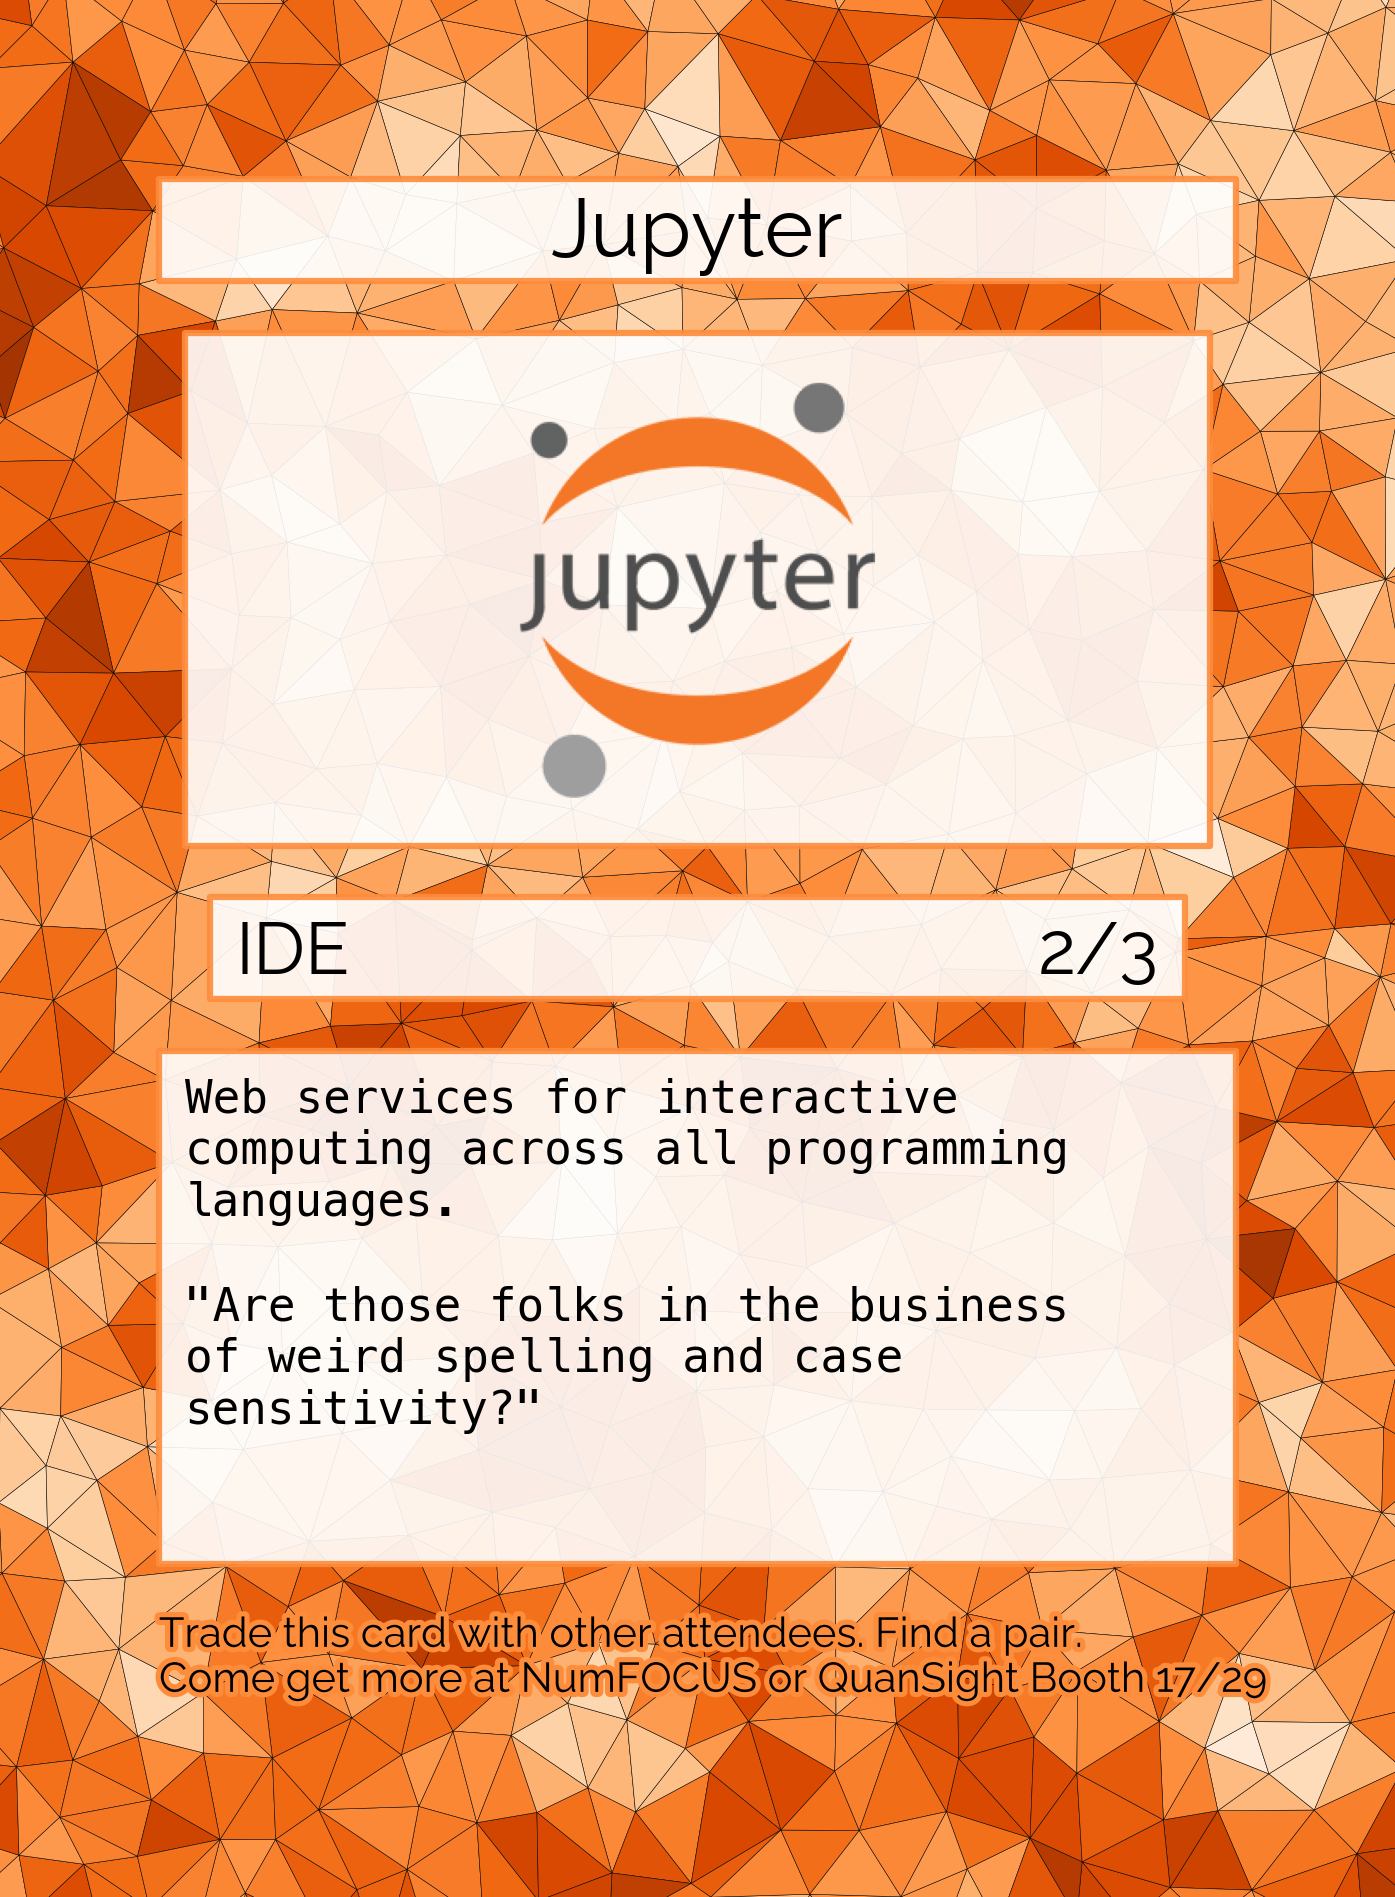 Jupyter
jupyter
IDE 2/3
Web services for interactive
computing across all programming
languages.
"Are those folks in the business
of weird spelling and case
sensitivity?"
Trade this card with other attendees. Find a pair.
Come get more at NumFOCUS or QuanSight Booth 17/29